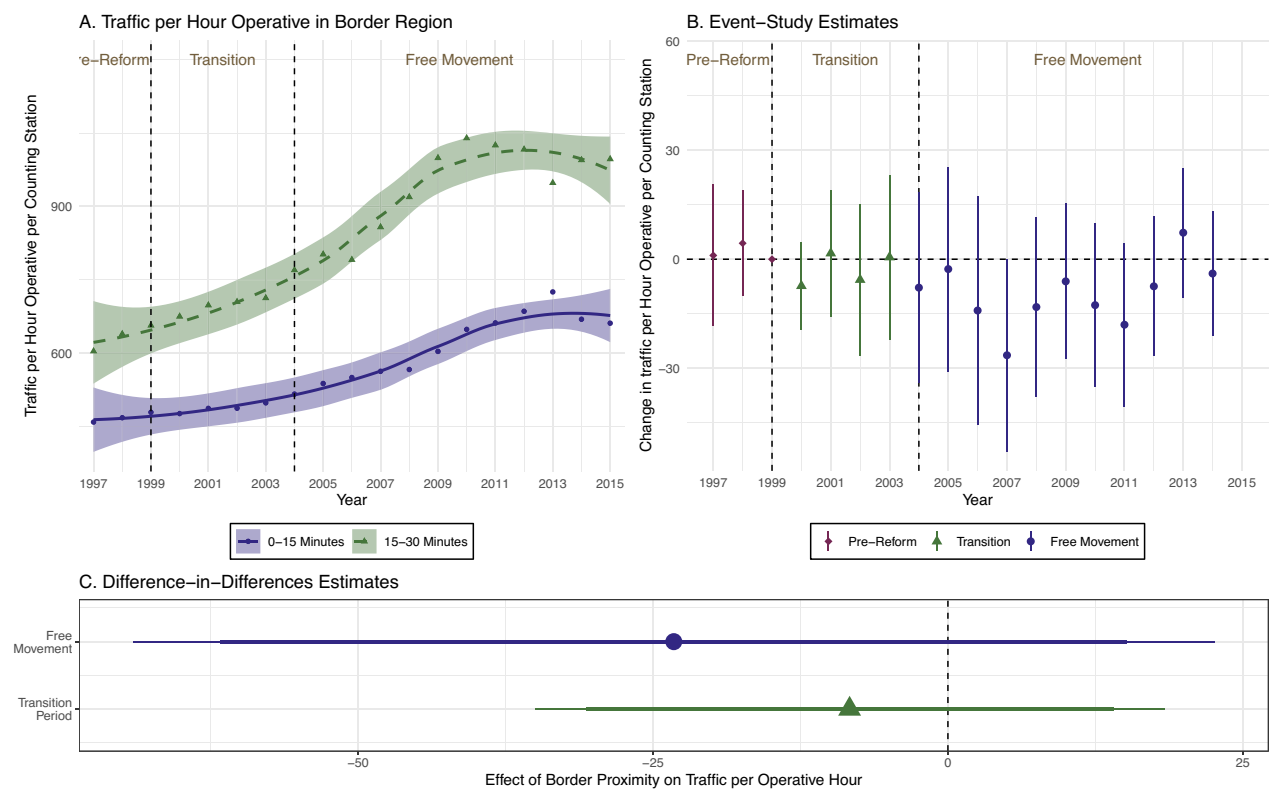 A. Traffic per Hour Operative in Border Region
Traffic per Hour Operative per Counting Station
re−Reform
Transition
Free Movement
900
600
1997 1999 2001 2003 2005 2007 2009 2011 2013 2015
Year
0−15 Minutes 15−30 Minutes
B. Event−Study Estimates
Change in traffic per Hour Operative per Counting Station
Pre−Reform
Transition
Free Movement
60
30
0
−30
1997 1999 2001 2003 2005 2007 2009 2011 2013 2015
Year
Pre−Reform Transition Free Movement
C. Difference−in−Differences Estimates
Free
Movement
Transition
Period
−50 −25 0 25
Effect of Border Proximity on Traffic per Operative Hour